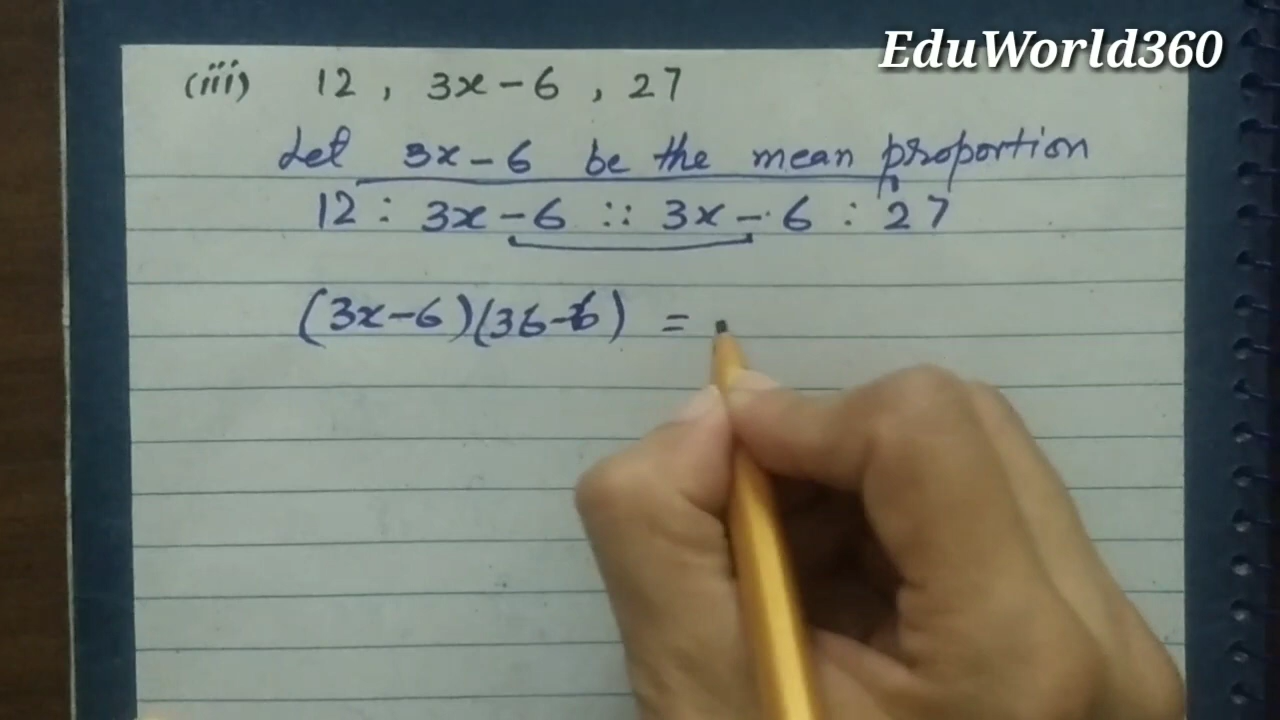 EduWorld360
(iii) 12 , 3x - 6 , 27
Let 3x - 6 be the mean proportion
12 : 3x - 6 :: 3x - 6 : 27
(3x - 6)(36 - 6) =